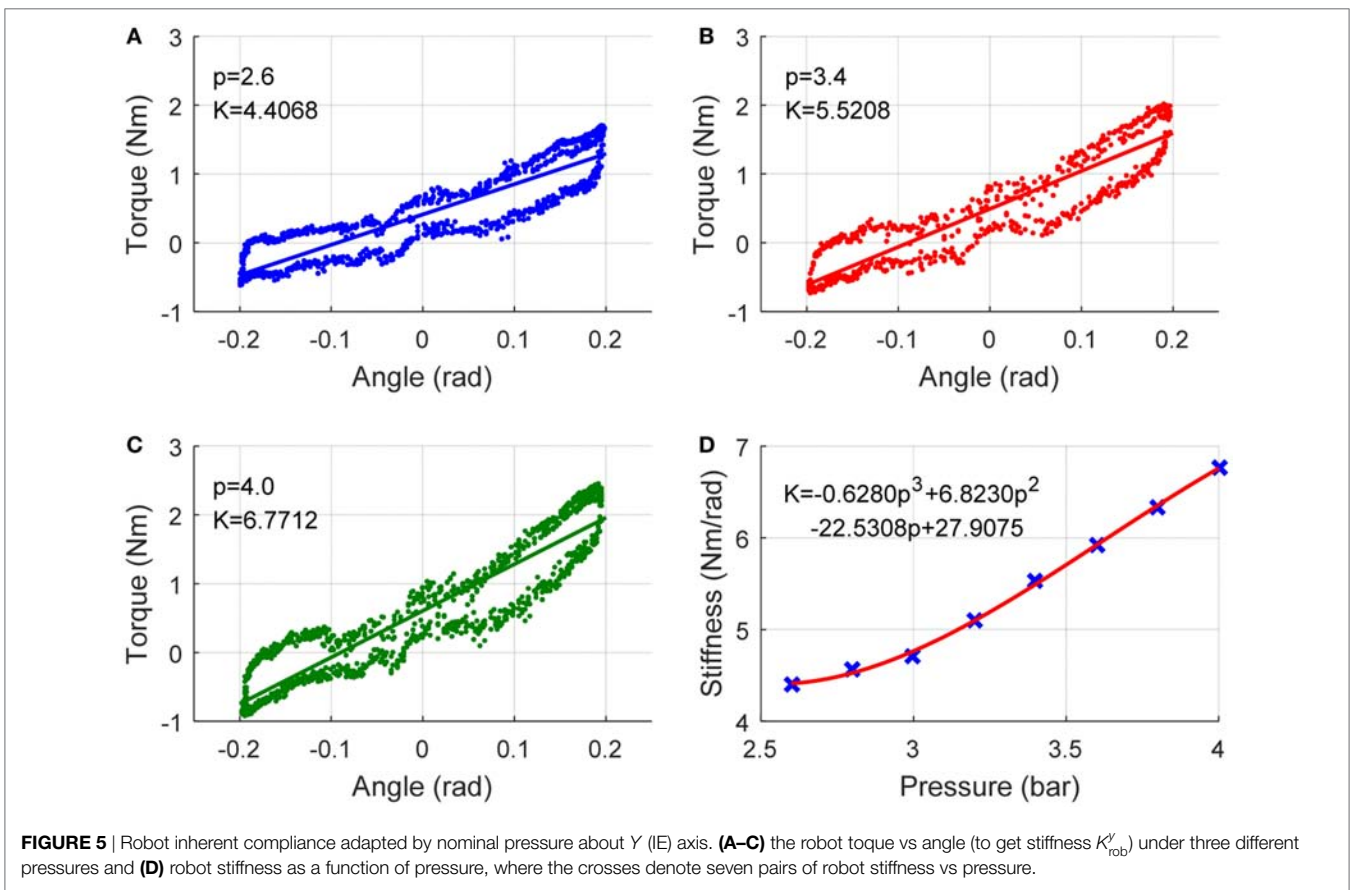 A
3
p=2.6
K=4.4068
2
Torque (Nm)
1
0
-1
-0.2 -0.1 0 0.1 0.2
Angle (rad)
B
3
p=3.4
K=5.5208
2
Torque (Nm)
1
0
-1
-0.2 -0.1 0 0.1 0.2
Angle (rad)
C
3
p=4.0
K=6.7712
2
Torque (Nm)
1
0
-1
-0.2 -0.1 0 0.1 0.2
Angle (rad)
D
7
K=-0.6280p³+6.8230p²
-22.5308p+27.9075
6
Stiffness (Nm/rad)
5
4
2.5 3 3.5 4
Pressure (bar)
FIGURE 5 | Robot inherent compliance adapted by nominal pressure about Y (IE) axis. (A–C) the robot toque vs angle (to get stiffness K^y_rob) under three different
pressures and (D) robot stiffness as a function of pressure, where the crosses denote seven pairs of robot stiffness vs pressure.